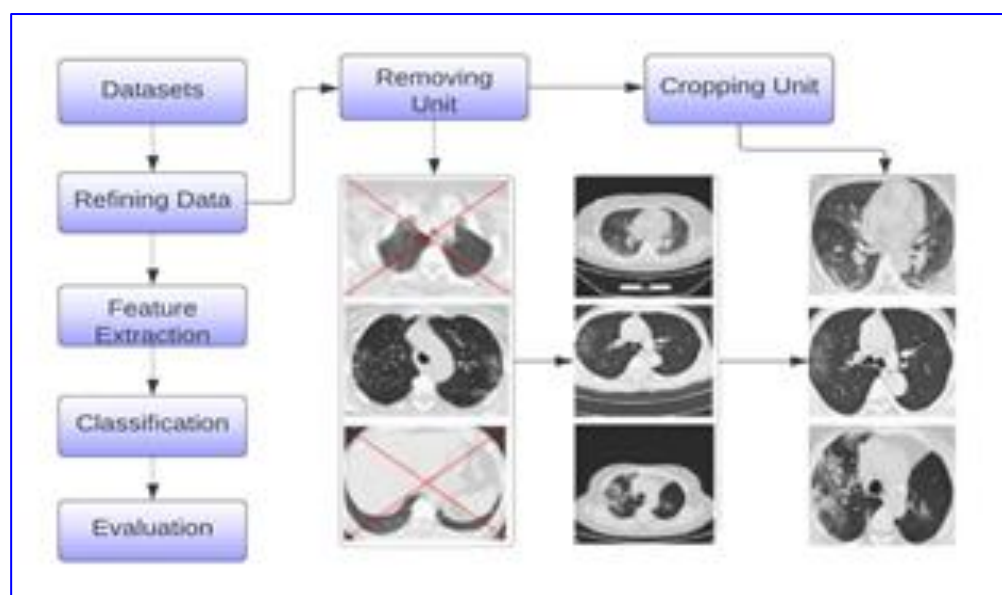 Datasets
Refining Data
Feature
Extraction
Classification
Evaluation
Removing
Unit
Cropping Unit